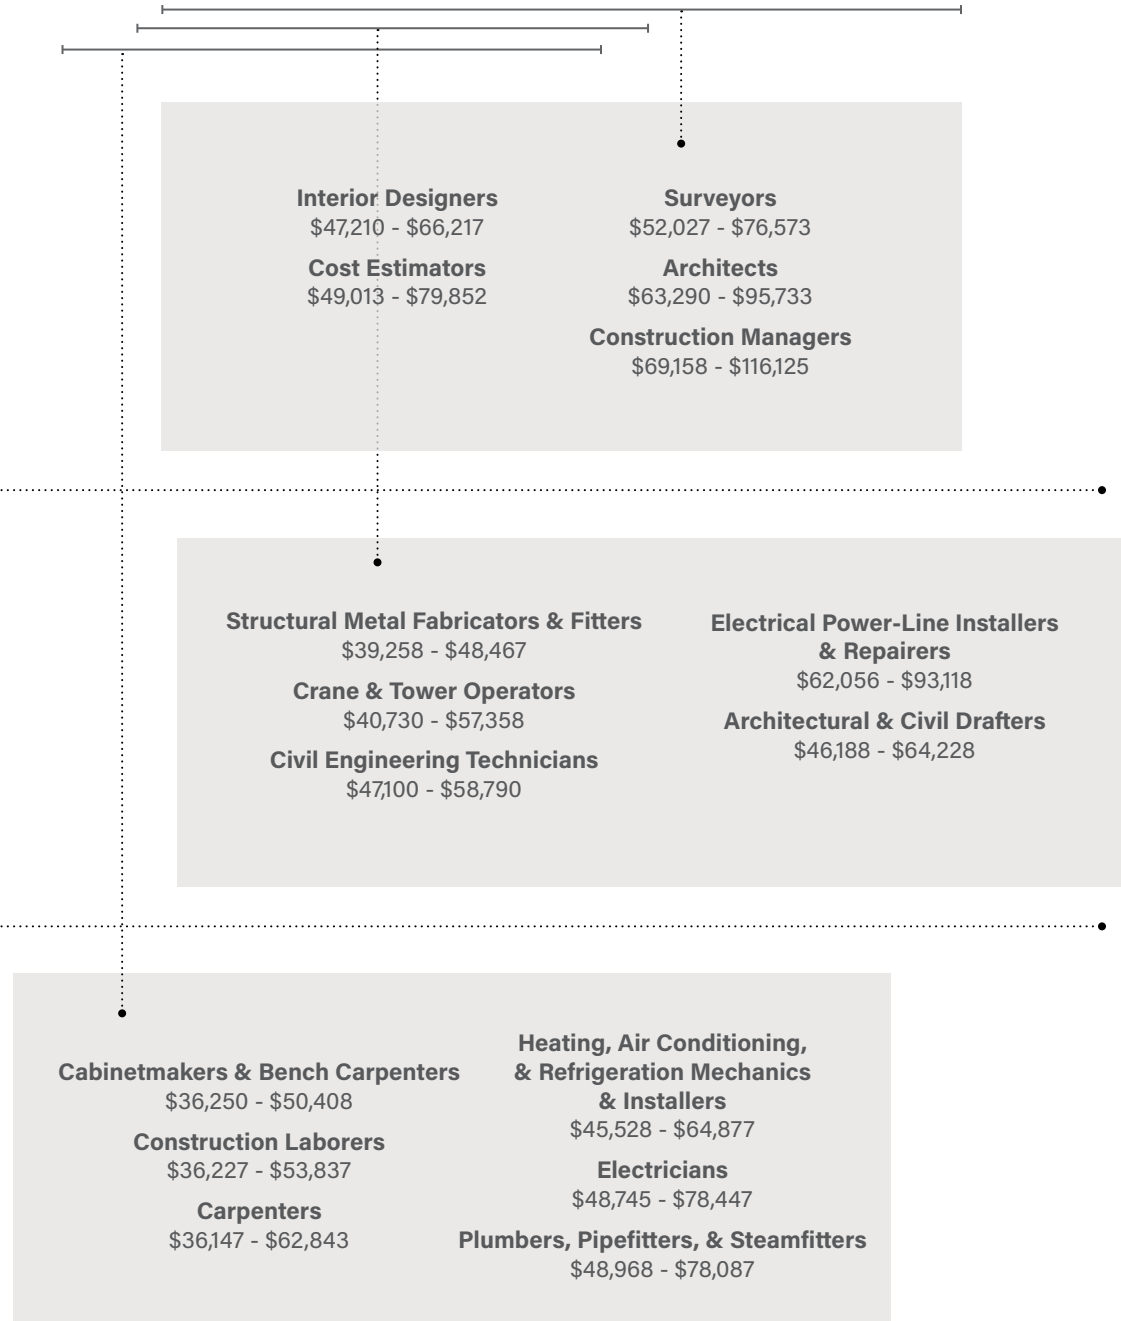 Interior Designers
$47,210 - $66,217
Cost Estimators
$49,013 - $79,852
Surveyors
$52,027 - $76,573
Architects
$63,290 - $95,733
Construction Managers
$69,158 - $116,125
Structural Metal Fabricators & Fitters
$39,258 - $48,467
Crane & Tower Operators
$40,730 - $57,358
Civil Engineering Technicians
$47,100 - $58,790
Electrical Power-Line Installers
& Repairers
$62,056 - $93,118
Architectural & Civil Drafters
$46,188 - $64,228
Cabinetmakers & Bench Carpenters
$36,250 - $50,408
Construction Laborers
$36,227 - $53,837
Carpenters
$36,147 - $62,843
Heating, Air Conditioning,
& Refrigeration Mechanics
& Installers
$45,528 - $64,877
Electricians
$48,745 - $78,447
Plumbers, Pipefitters, & Steamfitters
$48,968 - $78,087